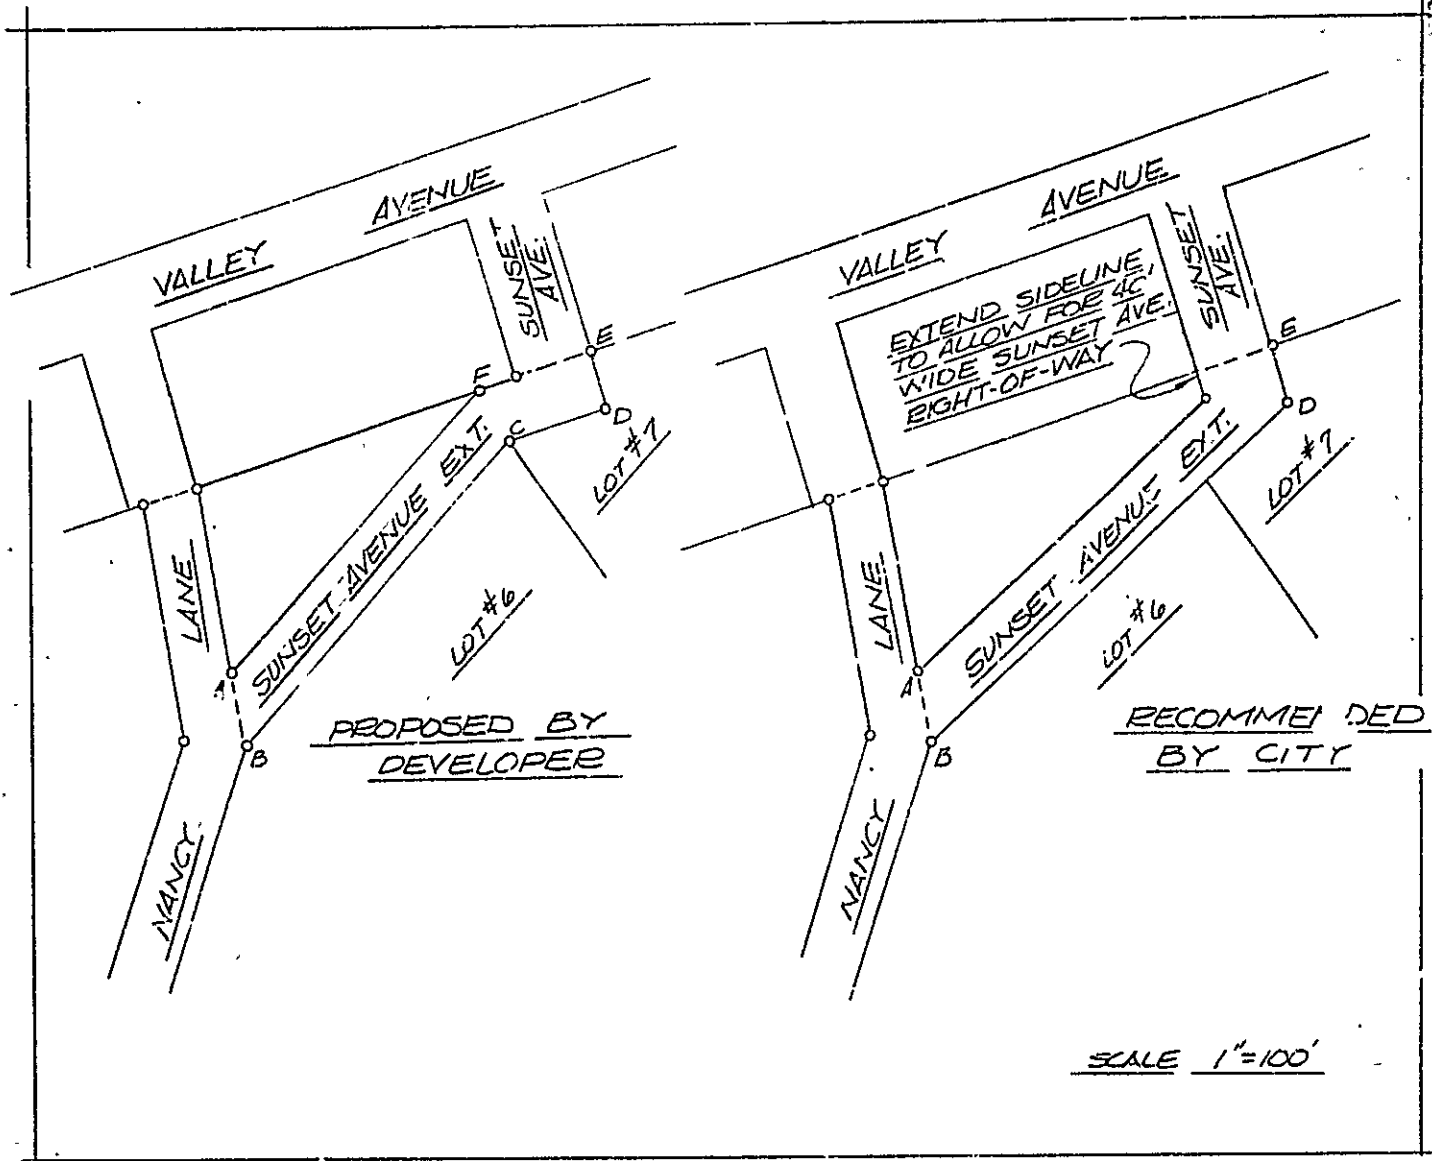 VALLEY AVENUE
SUNSET
AVE.
E
F
D
C
LOT #7
SUNSET AVENUE EXT.
LANE
LOT #6
A
B
PROPOSED BY
DEVELOPER
NANCY
VALLEY AVENUE
SUNSET
AVE.
EXTEND SIDELINE
TO ALLOW FOR 40'
WIDE SUNSET AVE.
RIGHT-OF-WAY
E
D
LOT #7
SUNSET AVENUE EXT.
LANE
LOT #6
A
B
RECOMMENDED
BY CITY
NANCY
SCALE 1"=100'